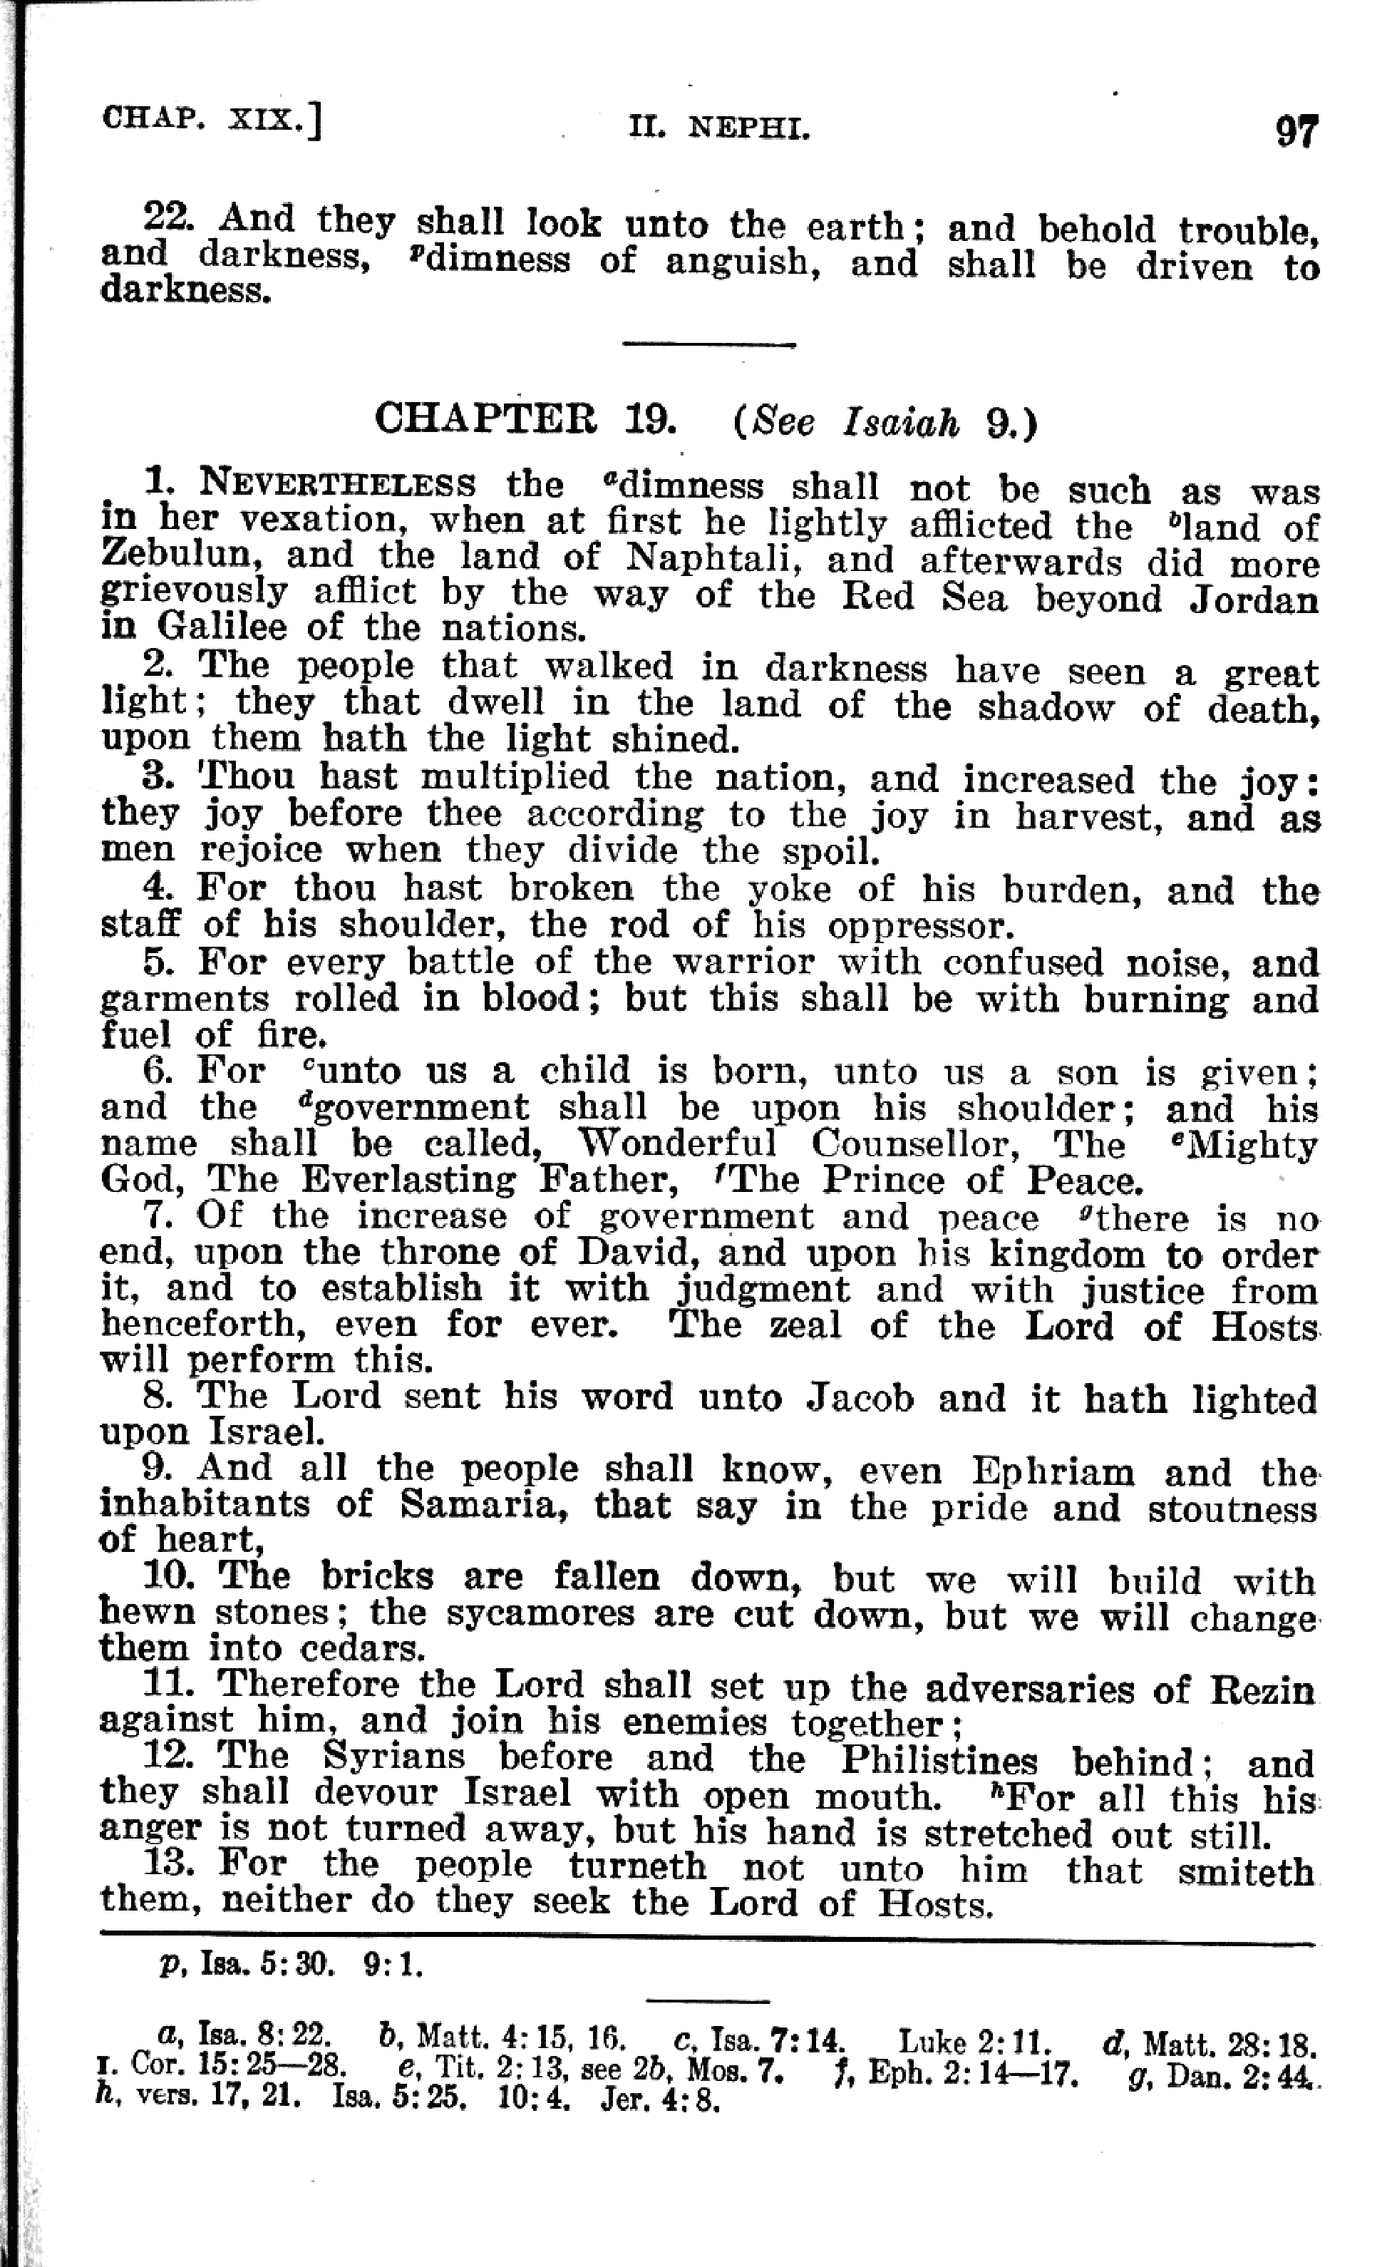 CHAP. XIX.] II. NEPHI. 97
22. And they shall look unto the earth; and behold trouble,
and darkness, ᵖdimness of anguish, and shall be driven to
darkness.
CHAPTER 19. (See Isaiah 9.)
1. NEVERTHELESS the ᵃdimness shall not be such as was
in her vexation, when at first he lightly afflicted the ᵇland of
Zebulun, and the land of Naphtali, and afterwards did more
grievously afflict by the way of the Red Sea beyond Jordan
in Galilee of the nations.
2. The people that walked in darkness have seen a great
light; they that dwell in the land of the shadow of death,
upon them hath the light shined.
3. Thou hast multiplied the nation, and increased the joy:
they joy before thee according to the joy in harvest, and as
men rejoice when they divide the spoil.
4. For thou hast broken the yoke of his burden, and the
staff of his shoulder, the rod of his oppressor.
5. For every battle of the warrior with confused noise, and
garments rolled in blood; but this shall be with burning and
fuel of fire.
6. For ᶜunto us a child is born, unto us a son is given;
and the ᵈgovernment shall be upon his shoulder; and his
name shall be called, Wonderful Counsellor, The ᵉMighty
God, The Everlasting Father, ᶠThe Prince of Peace.
7. Of the increase of government and peace ᵍthere is no
end, upon the throne of David, and upon his kingdom to order
it, and to establish it with judgment and with justice from
henceforth, even for ever. The zeal of the Lord of Hosts
will perform this.
8. The Lord sent his word unto Jacob and it hath lighted
upon Israel.
9. And all the people shall know, even Ephriam and the
inhabitants of Samaria, that say in the pride and stoutness
of heart,
10. The bricks are fallen down, but we will build with
hewn stones; the sycamores are cut down, but we will change
them into cedars.
11. Therefore the Lord shall set up the adversaries of Rezin
against him, and join his enemies together;
12. The Syrians before and the Philistines behind; and
they shall devour Israel with open mouth. ʰFor all this his
anger is not turned away, but his hand is stretched out still.
13. For the people turneth not unto him that smiteth
them, neither do they seek the Lord of Hosts.
p, Isa. 5:30. 9:1.
a, Isa. 8:22. b, Matt. 4:15, 16. c, Isa. 7:14. Luke 2:11. d, Matt. 28:18.
I. Cor. 15:25—28. e, Tit. 2:13, see 2b, Mos. 7. f, Eph. 2:14—17. g, Dan. 2:44.
h, vers. 17, 21. Isa. 5:25. 10:4. Jer. 4:8.